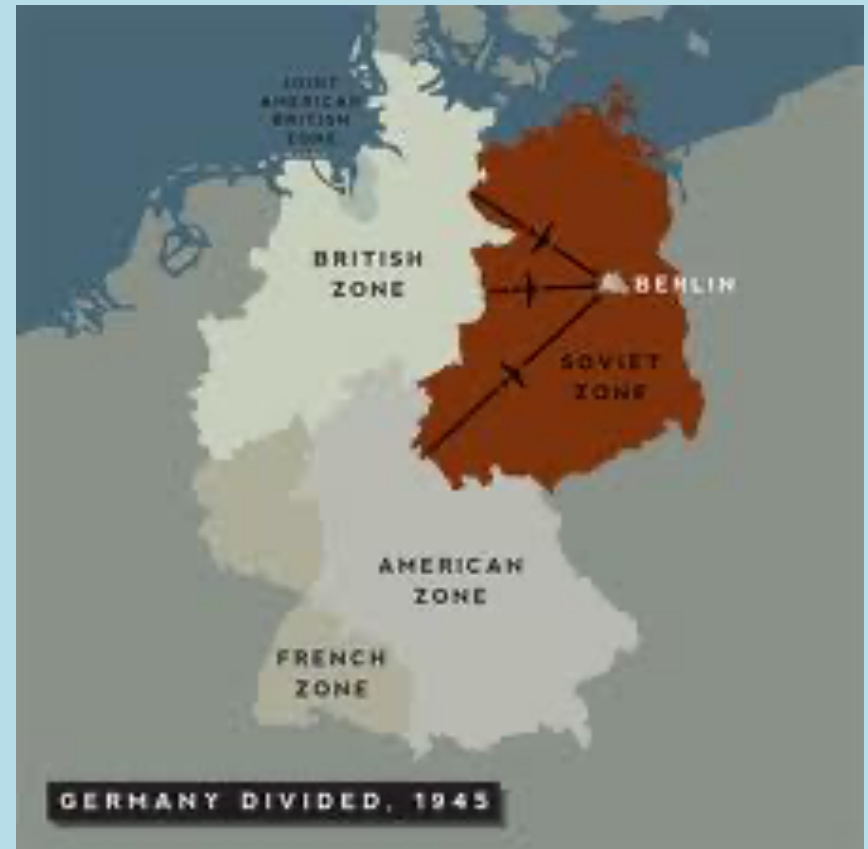 JOINT
AMERICAN
BRITISH
ZONE
BRITISH
ZONE
BERLIN
SOVIET
ZONE
AMERICAN
ZONE
FRENCH
ZONE
GERMANY DIVIDED, 1945